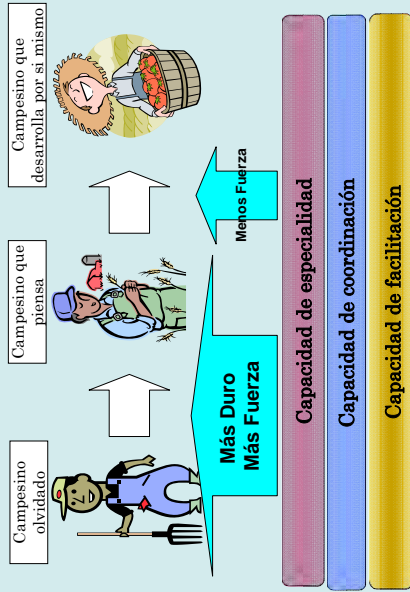 Campesino
olvidado
Campesino que
piensa
Campesino que
desarrolla por si mismo
Más Duro
Más Fuerza
Menos Fuerza
Capacidad de especialidad
Capacidad de coordinación
Capacidad de facilitación